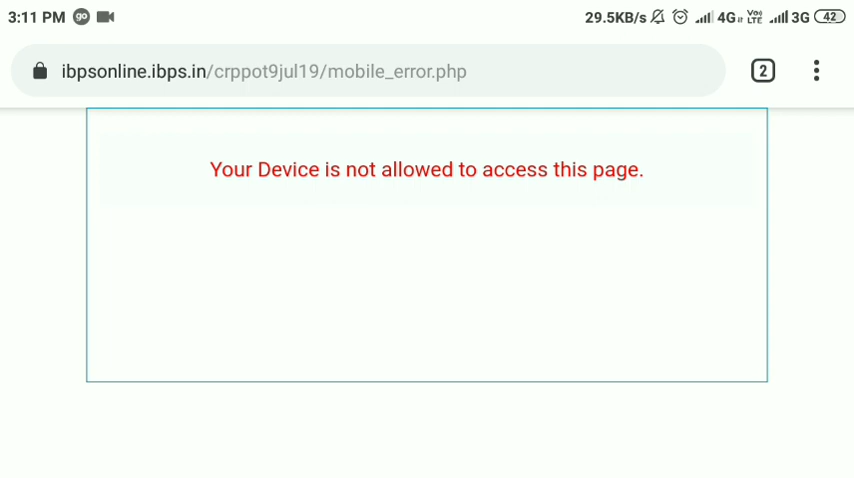 3:11 PM go 29.5KB/s 4G Vo)) LTE 3G 42
ibpsonline.ibps.in/crppot9jul19/mobile_error.php 2
Your Device is not allowed to access this page.